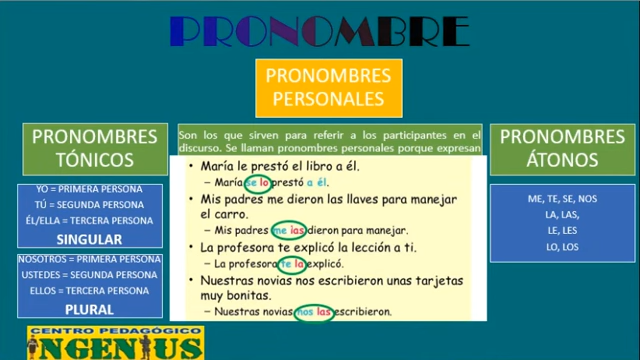 PRONOMBRE
PRONOMBRES
PERSONALES
PRONOMBRES
TÓNICOS
YO = PRIMERA PERSONA
TÚ = SEGUNDA PERSONA
ÉL/ELLA = TERCERA PERSONA
SINGULAR
NOSOTROS = PRIMERA PERSONA
USTEDES = SEGUNDA PERSONA
ELLOS = TERCERA PERSONA
PLURAL
Son los que sirven para referir a los participantes en el
discurso. Se llaman pronombres personales porque expresan
• María le prestó el libro a él.
– María se lo prestó a él.
• Mis padres me dieron las llaves para manejar
el carro.
– Mis padres me las dieron para manejar.
• La profesora te explicó la lección a ti.
– La profesora te la explicó.
• Nuestras novias nos escribieron unas tarjetas
muy bonitas.
– Nuestras novias nos las escribieron.
PRONOMBRES
ÁTONOS
ME, TE, SE, NOS
LA, LAS,
LE, LES
LO, LOS
CENTRO PEDAGÓGICO
INGENIUS